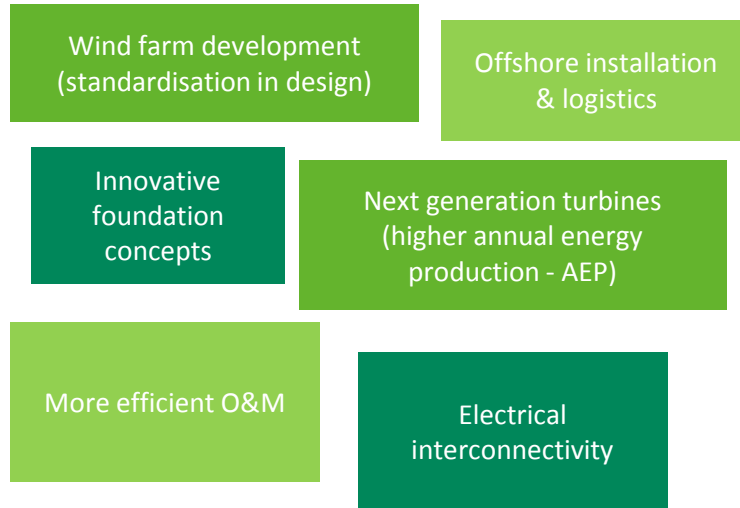 Wind farm development
(standardisation in design)
Offshore installation
& logistics
Innovative
foundation
concepts
Next generation turbines
(higher annual energy
production - AEP)
More efficient O&M
Electrical
interconnectivity